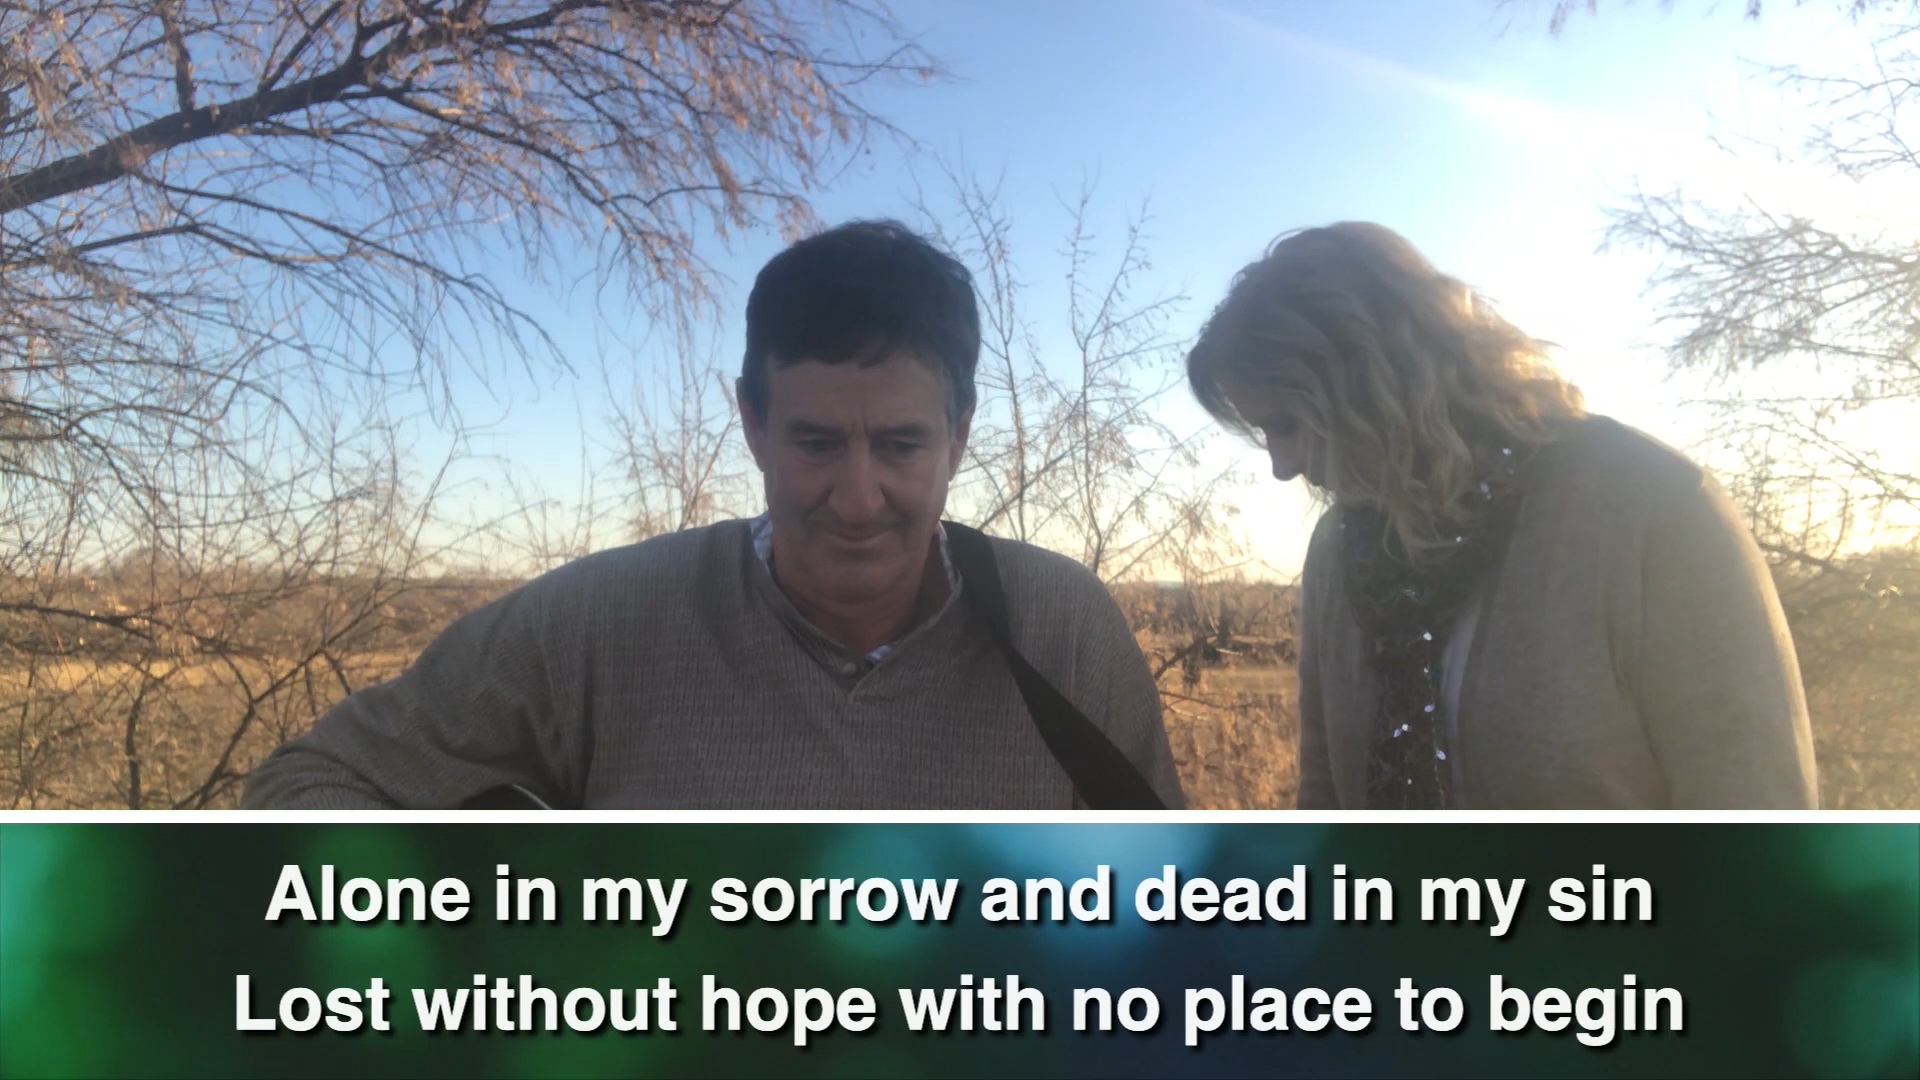 Alone in my sorrow and dead in my sin
Lost without hope with no place to begin